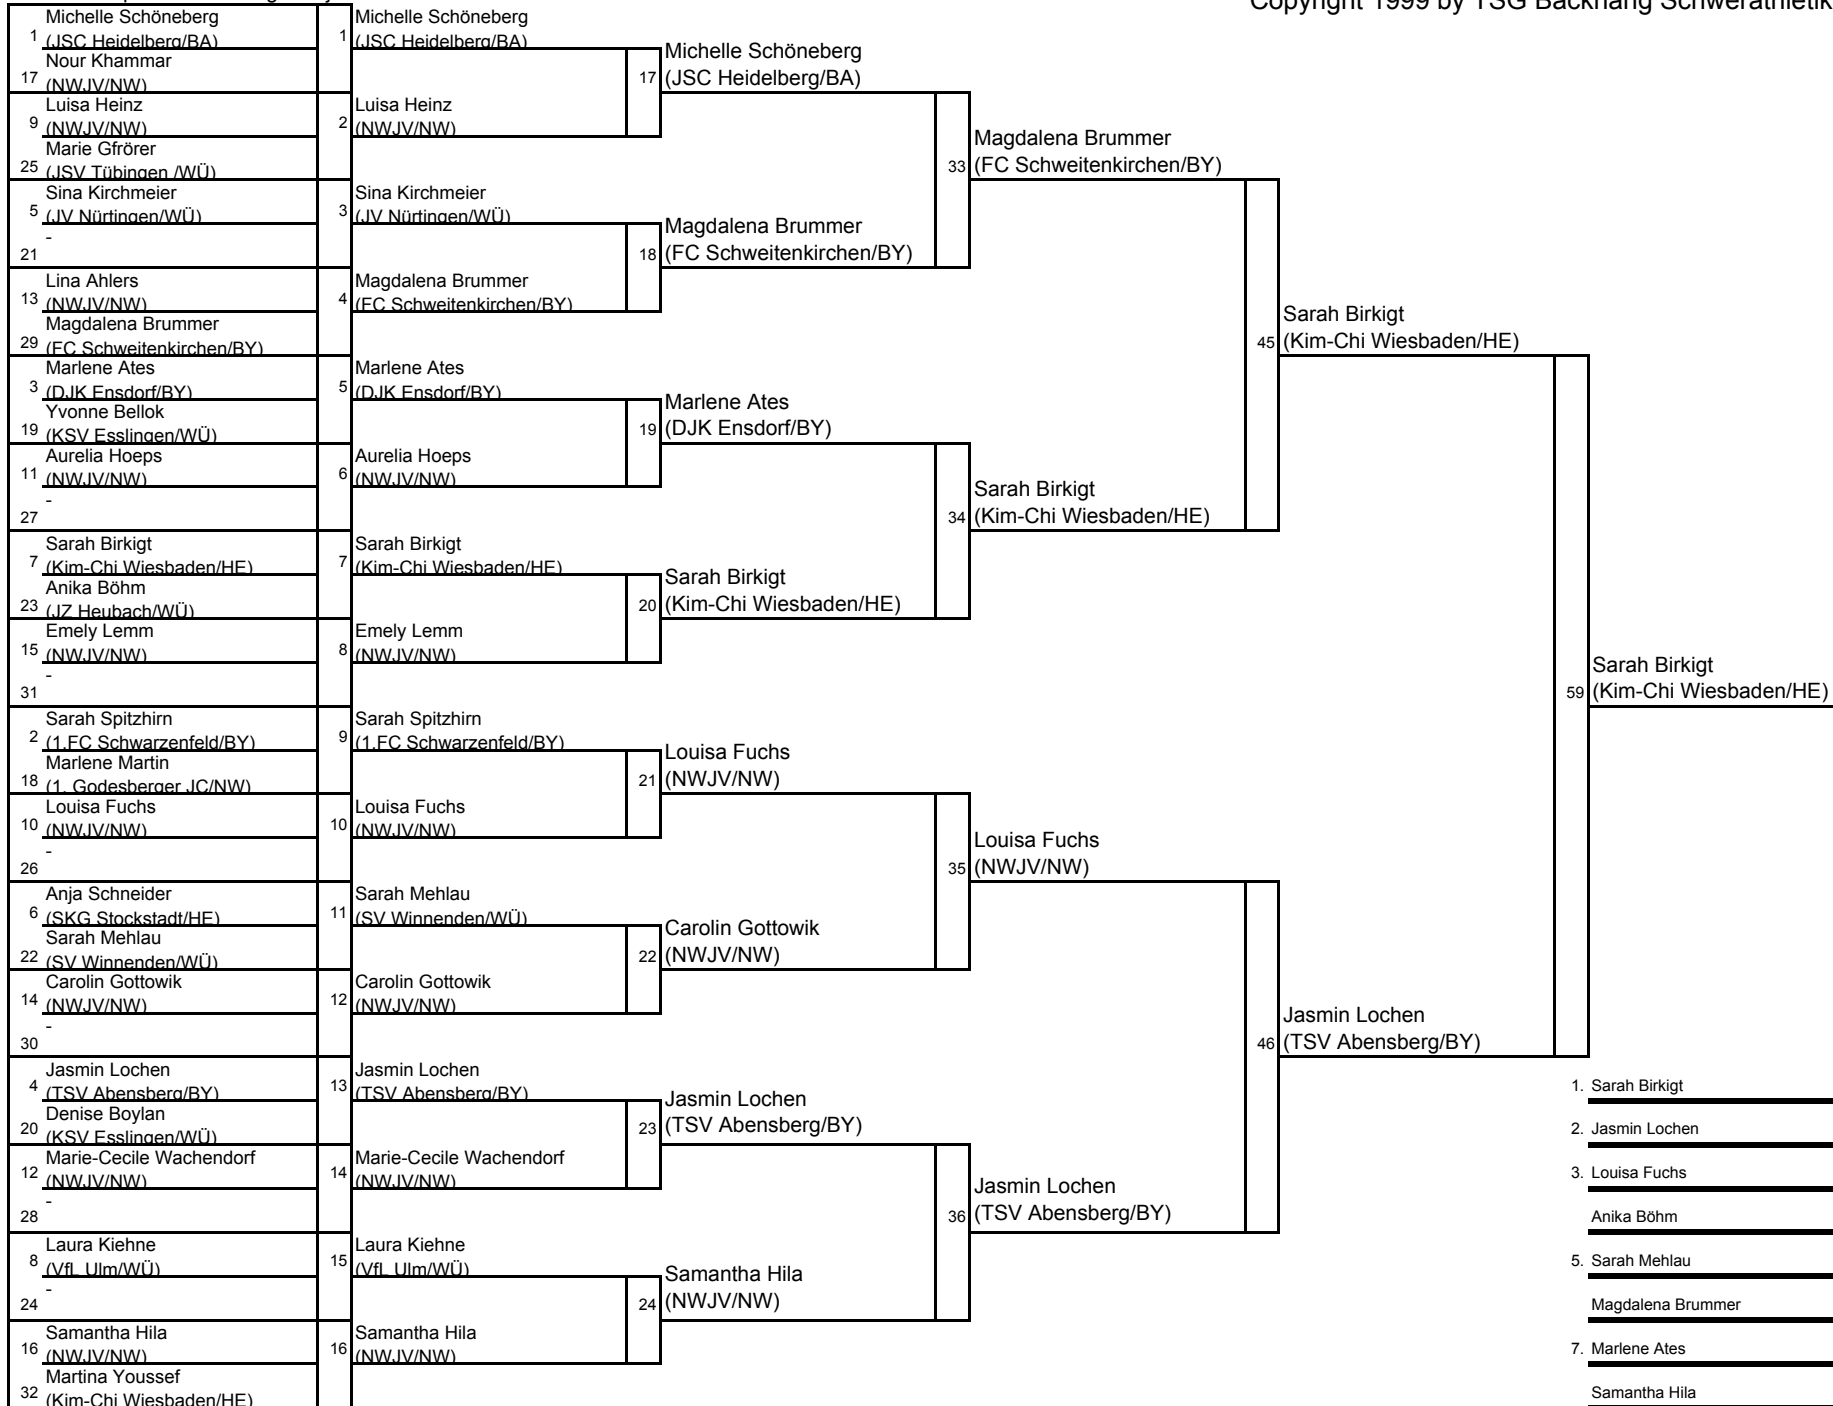 Copyright 1999 by TSG Backnang Schwerathletik
1
Michelle Schöneberg
(JSC Heidelberg/BA)
17
Nour Khammar
(NWJV/NW)
9
Luisa Heinz
(NWJV/NW)
25
Marie Gfrörer
(JSV Tübingen /WÜ)
5
Sina Kirchmeier
(JV Nürtingen/WÜ)
21
-
13
Lina Ahlers
(NWJV/NW)
29
Magdalena Brummer
(FC Schweitenkirchen/BY)
3
Marlene Ates
(DJK Ensdorf/BY)
19
Yvonne Bellok
(KSV Esslingen/WÜ)
11
Aurelia Hoeps
(NWJV/NW)
27
-
7
Sarah Birkigt
(Kim-Chi Wiesbaden/HE)
23
Anika Böhm
(JZ Heubach/WÜ)
15
Emely Lemm
(NWJV/NW)
31
-
2
Sarah Spitzhirn
(1.FC Schwarzenfeld/BY)
18
Marlene Martin
(1. Godesberger JC/NW)
10
Louisa Fuchs
(NWJV/NW)
26
-
6
Anja Schneider
(SKG Stockstadt/HE)
22
Sarah Mehlau
(SV Winnenden/WÜ)
14
Carolin Gottowik
(NWJV/NW)
30
-
4
Jasmin Lochen
(TSV Abensberg/BY)
20
Denise Boylan
(KSV Esslingen/WÜ)
12
Marie-Cecile Wachendorf
(NWJV/NW)
28
-
8
Laura Kiehne
(VfL Ulm/WÜ)
24
-
16
Samantha Hila
(NWJV/NW)
32
Martina Youssef
(Kim-Chi Wiesbaden/HE)
1
Michelle Schöneberg
(JSC Heidelberg/BA)
2
Luisa Heinz
(NWJV/NW)
3
Sina Kirchmeier
(JV Nürtingen/WÜ)
4
Magdalena Brummer
(FC Schweitenkirchen/BY)
5
Marlene Ates
(DJK Ensdorf/BY)
6
Aurelia Hoeps
(NWJV/NW)
7
Sarah Birkigt
(Kim-Chi Wiesbaden/HE)
8
Emely Lemm
(NWJV/NW)
9
Sarah Spitzhirn
(1.FC Schwarzenfeld/BY)
10
Louisa Fuchs
(NWJV/NW)
11
Sarah Mehlau
(SV Winnenden/WÜ)
12
Carolin Gottowik
(NWJV/NW)
13
Jasmin Lochen
(TSV Abensberg/BY)
14
Marie-Cecile Wachendorf
(NWJV/NW)
15
Laura Kiehne
(VfL Ulm/WÜ)
16
Samantha Hila
(NWJV/NW)
17
Michelle Schöneberg
(JSC Heidelberg/BA)
18
Magdalena Brummer
(FC Schweitenkirchen/BY)
19
Marlene Ates
(DJK Ensdorf/BY)
20
Sarah Birkigt
(Kim-Chi Wiesbaden/HE)
21
Louisa Fuchs
(NWJV/NW)
22
Carolin Gottowik
(NWJV/NW)
23
Jasmin Lochen
(TSV Abensberg/BY)
24
Samantha Hila
(NWJV/NW)
33
Magdalena Brummer
(FC Schweitenkirchen/BY)
34
Sarah Birkigt
(Kim-Chi Wiesbaden/HE)
35
Louisa Fuchs
(NWJV/NW)
36
Jasmin Lochen
(TSV Abensberg/BY)
45
Sarah Birkigt
(Kim-Chi Wiesbaden/HE)
46
Jasmin Lochen
(TSV Abensberg/BY)
59
Sarah Birkigt
(Kim-Chi Wiesbaden/HE)
1. Sarah Birkigt
2. Jasmin Lochen
3. Louisa Fuchs
Anika Böhm
5. Sarah Mehlau
Magdalena Brummer
7. Marlene Ates
Samantha Hila